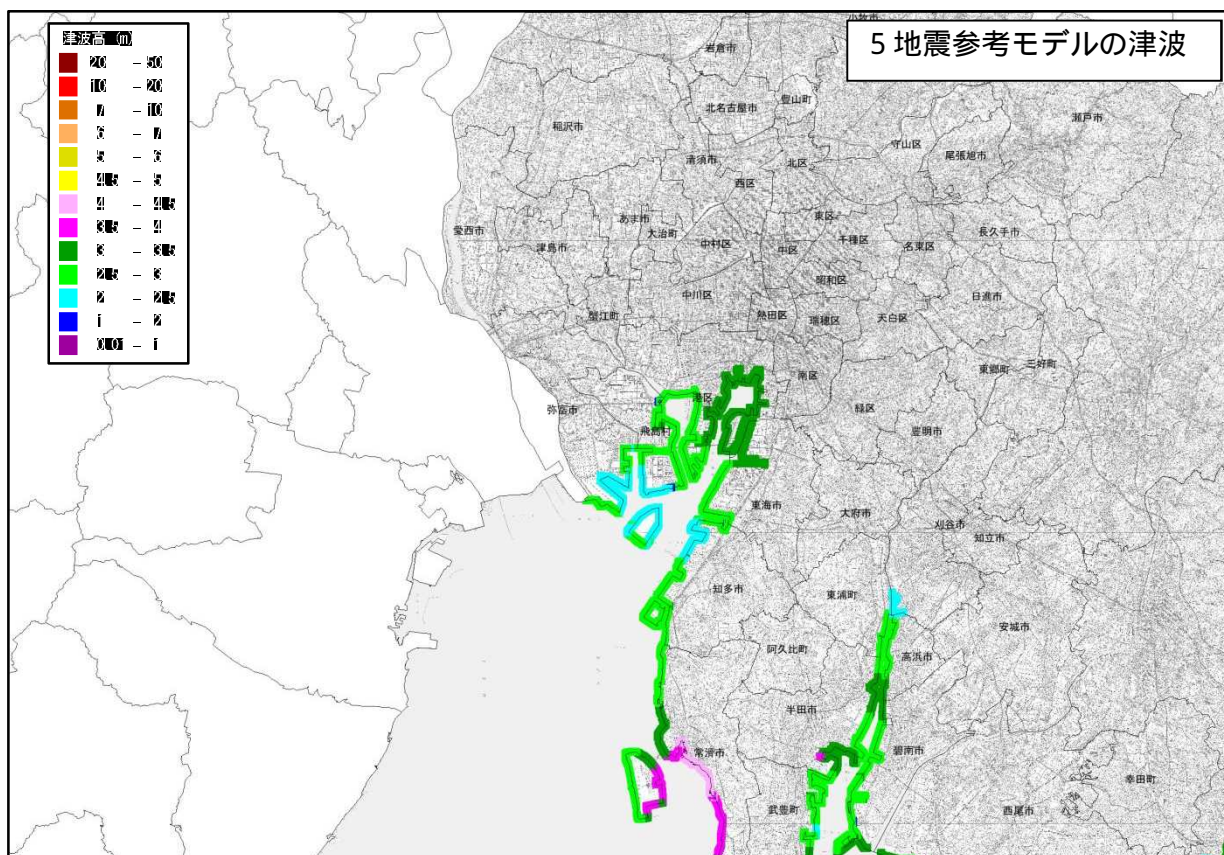 5 地震参考モデルの津波
津波高 (m)
20 - 50
10 - 20
7 - 10
6 - 7
5 - 6
4.5 - 5
4 - 4.5
3.5 - 4
3 - 3.5
2.5 - 3
2 - 2.5
1 - 2
0.01 - 1
小牧市
岩倉市
豊山町
北名古屋市
瀬戸市
稲沢市
守山区
尾張旭市
清須市
北区
西区
愛西市
津島市
あま市
大治町
中村区
東区
中区
千種区
名東区
長久手市
昭和区
中川区
日進市
蟹江町
熱田区
瑞穂区
天白区
南区
東郷町
三好町
弥富市
港区
緑区
飛島村
豊明市
東海市
大府市
刈谷市
知立市
知多市
東浦町
安城市
阿久比町
高浜市
半田市
常滑市
碧南市
幸田町
武豊町
西尾市